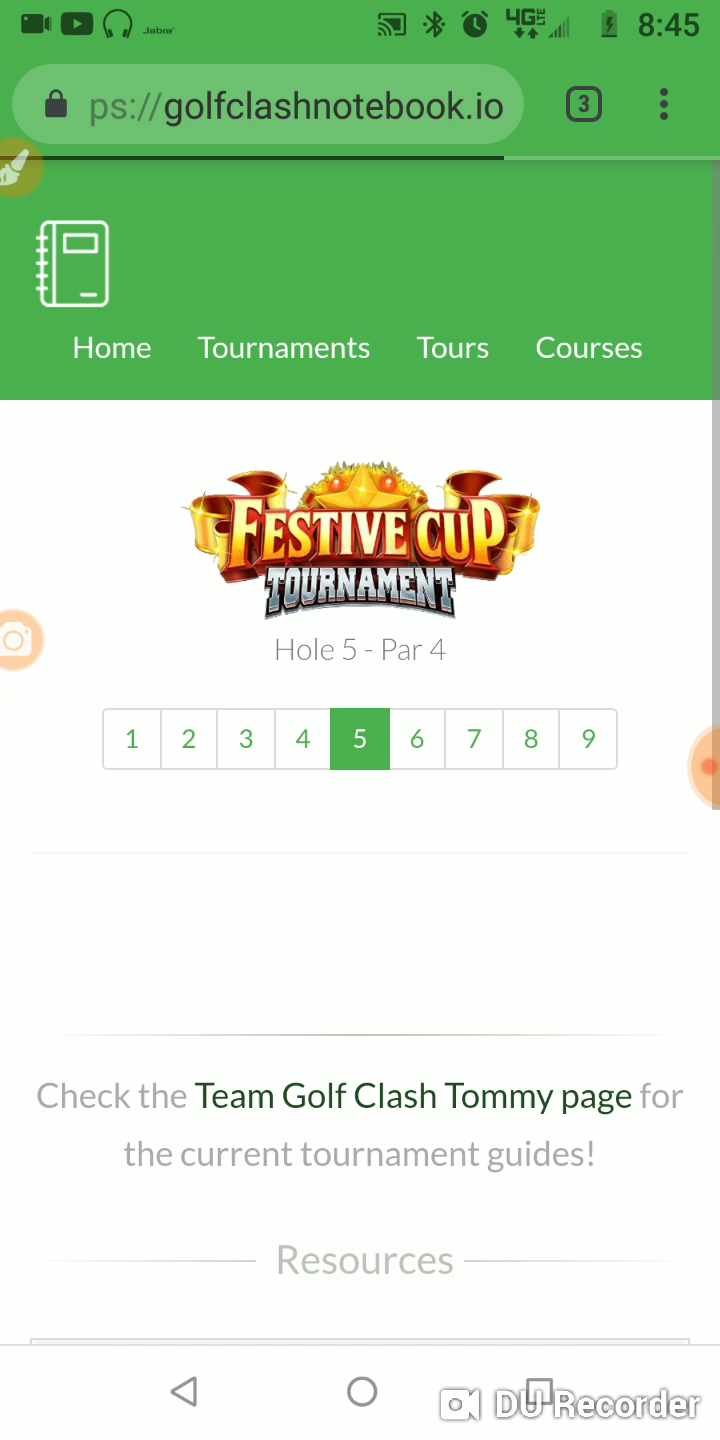 Jabra
4G LTE 8:45
ps://golfclashnotebook.io
3
Home Tournaments Tours Courses
FESTIVE CUP
TOURNAMENT
Hole 5 - Par 4
1 2 3 4 5 6 7 8 9
Check the Team Golf Clash Tommy page for
the current tournament guides!
Resources
DU Recorder